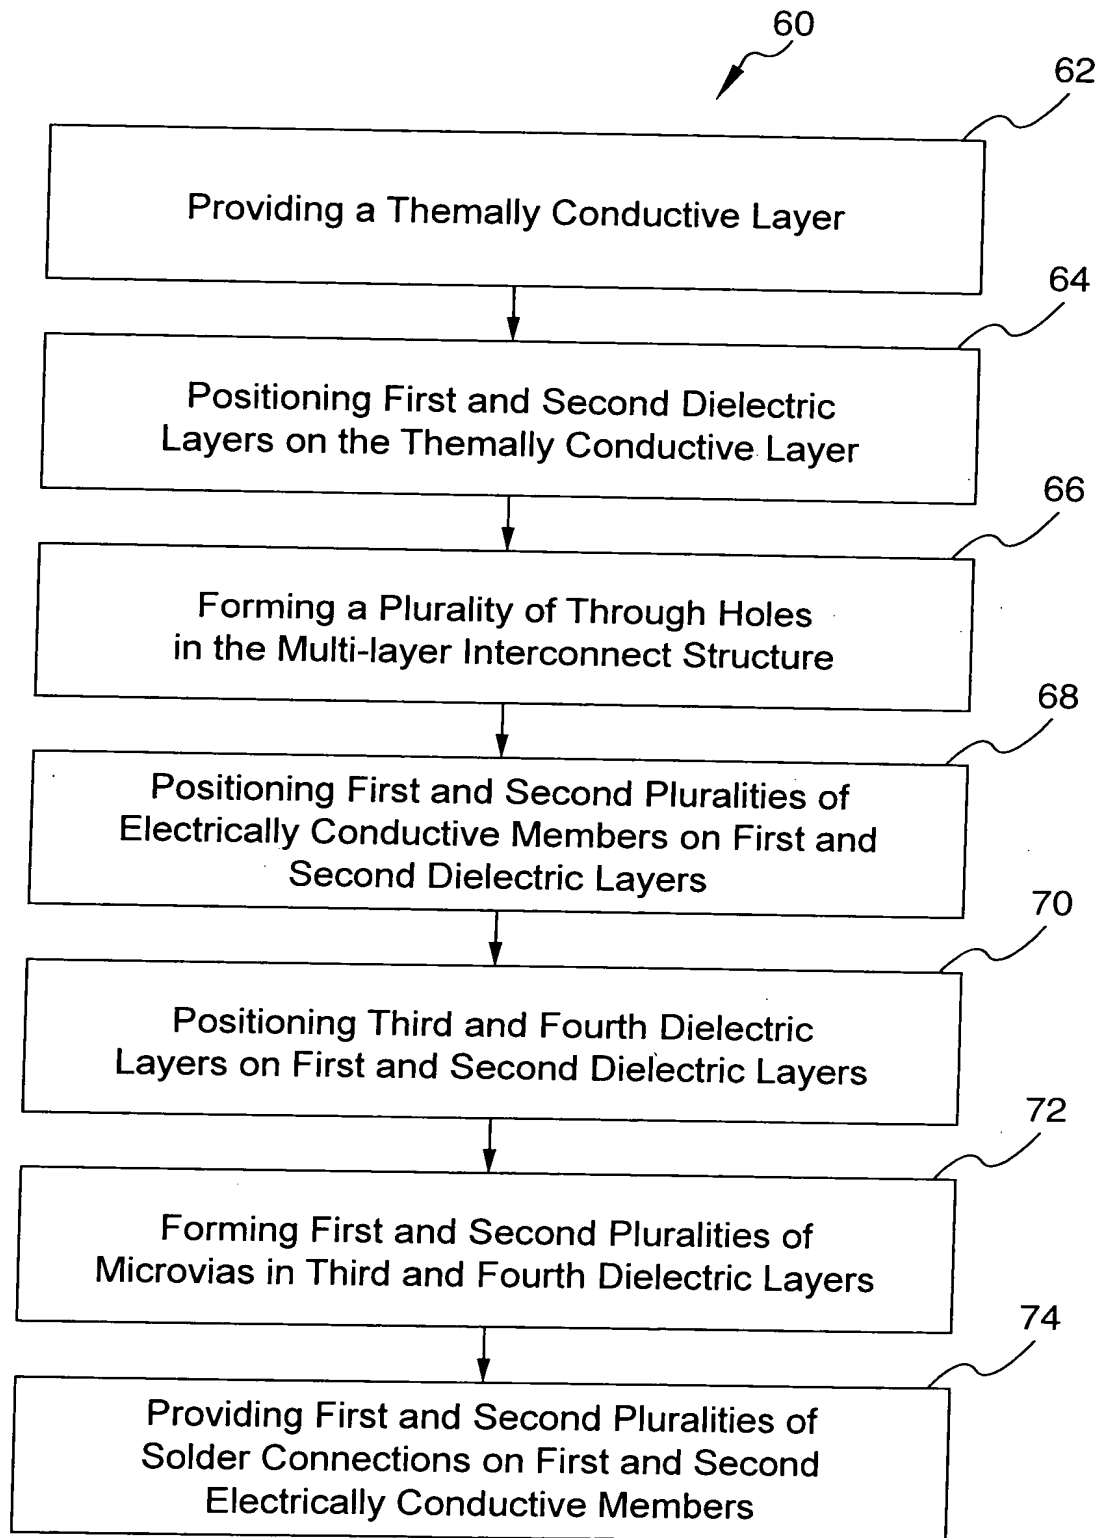 60
62
Providing a Themally Conductive Layer
64
Positioning First and Second Dielectric
Layers on the Themally Conductive Layer
66
Forming a Plurality of Through Holes
in the Multi-layer Interconnect Structure
68
Positioning First and Second Pluralities of
Electrically Conductive Members on First and
Second Dielectric Layers
70
Positioning Third and Fourth Dielectric
Layers on First and Second Dielectric Layers
72
Forming First and Second Pluralities of
Microvias in Third and Fourth Dielectric Layers
74
Providing First and Second Pluralities of
Solder Connections on First and Second
Electrically Conductive Members